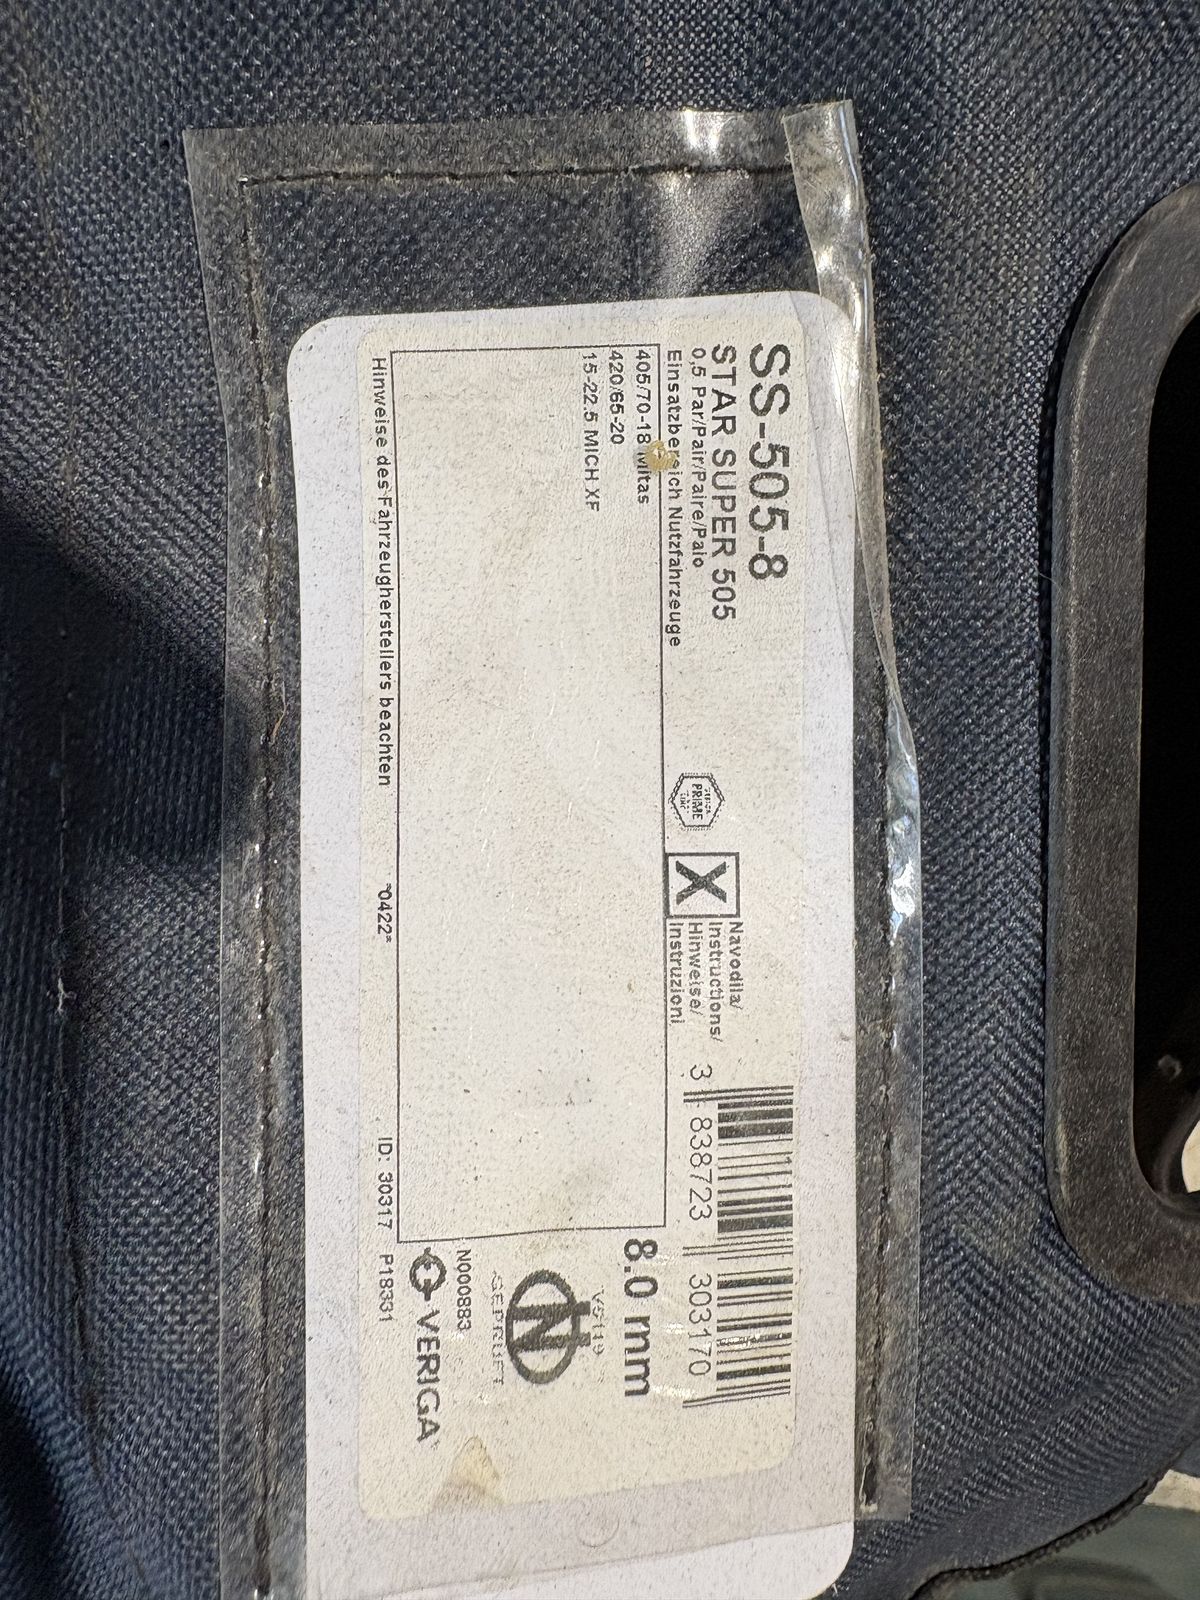 SS-505-8
STAR SUPER 505
0,5 Par/Pair/Paire/Paio
Einsatzbereich Nutzfahrzeuge
405/70-18 Mitas
420/65-20
15-22.5 MICH.XF
PRIME
X
Navodila/
Instructions/
Hinweise/
Instruzioni
3 838723 303170
8.0 mm
V5119
N
GEPRÜFT
N000883
VERIGA
Hinweise des Fahrzeugherstellers beachten
*0422*
ID: 30317
P18331